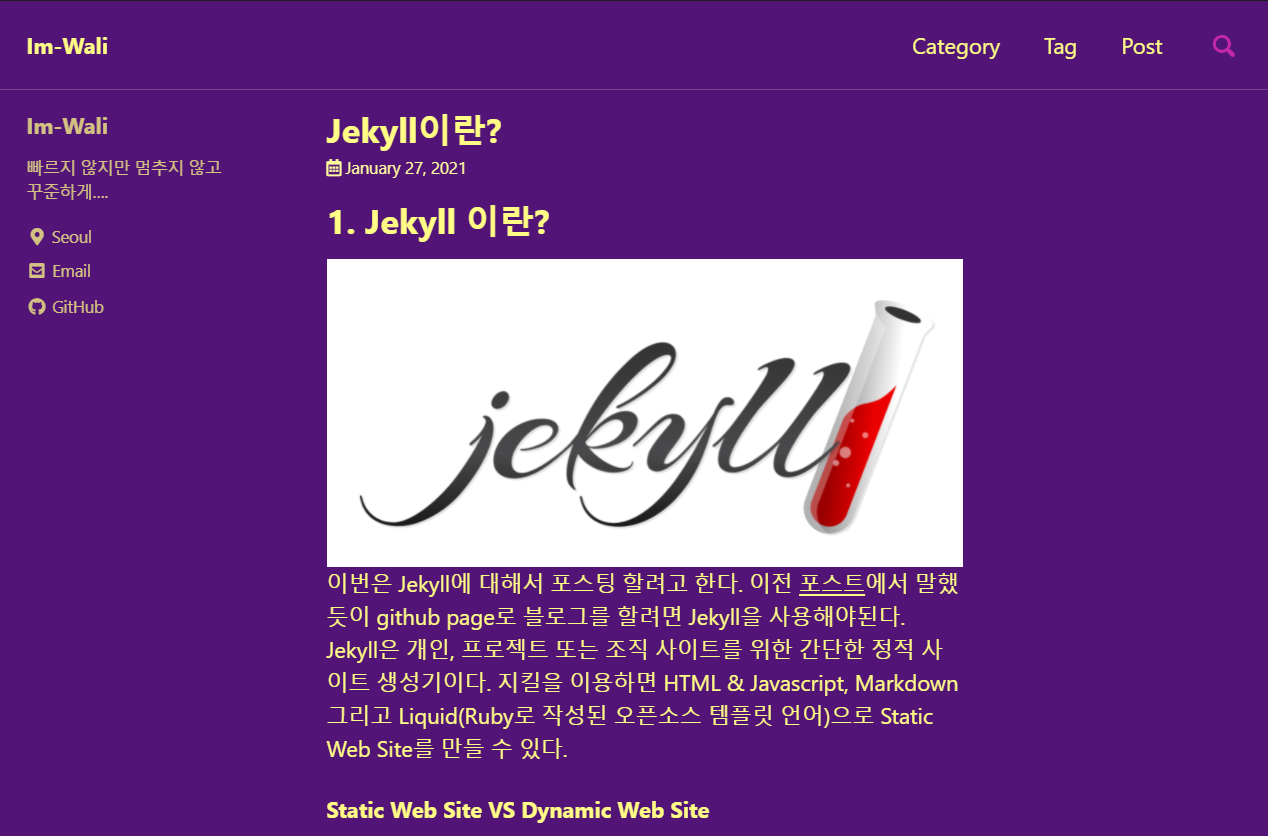 Im-Wali
Category Tag Post
Im-Wali
빠르지 않지만 멈추지 않고
꾸준하게....
Seoul
Email
GitHub
Jekyll이란?
January 27, 2021
1. Jekyll 이란?
jekyll
이번은 Jekyll에 대해서 포스팅 할려고 한다. 이전 포스트에서 말했
듯이 github page로 블로그를 할려면 Jekyll을 사용해야된다.
Jekyll은 개인, 프로젝트 또는 조직 사이트를 위한 간단한 정적 사
이트 생성기이다. 지킬을 이용하면 HTML & Javascript, Markdown
그리고 Liquid(Ruby로 작성된 오픈소스 템플릿 언어)으로 Static
Web Site를 만들 수 있다.
Static Web Site VS Dynamic Web Site